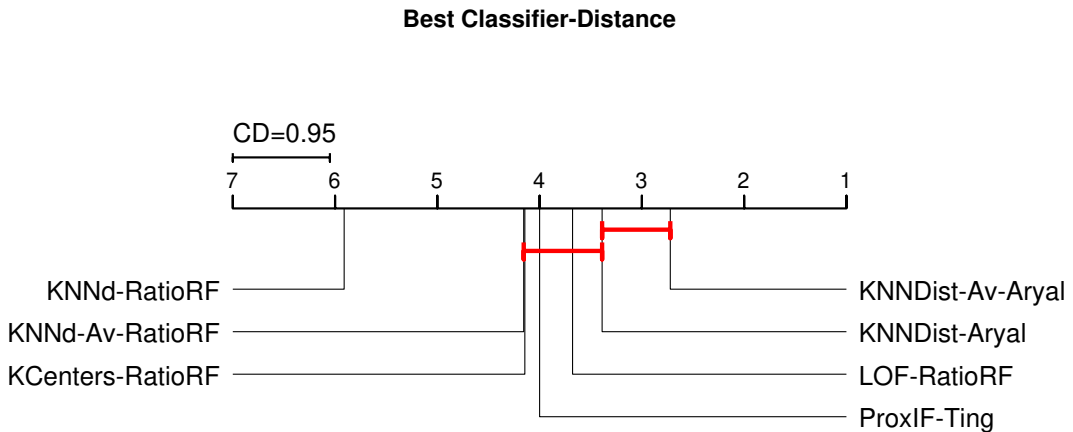 Best Classifier-Distance
CD=0.95
7 6 5 4 3 2 1
KNNd-RatioRF
KNNDist-Av-Aryal
KNNd-Av-RatioRF
KNNDist-Aryal
KCenters-RatioRF
LOF-RatioRF
ProxIF-Ting